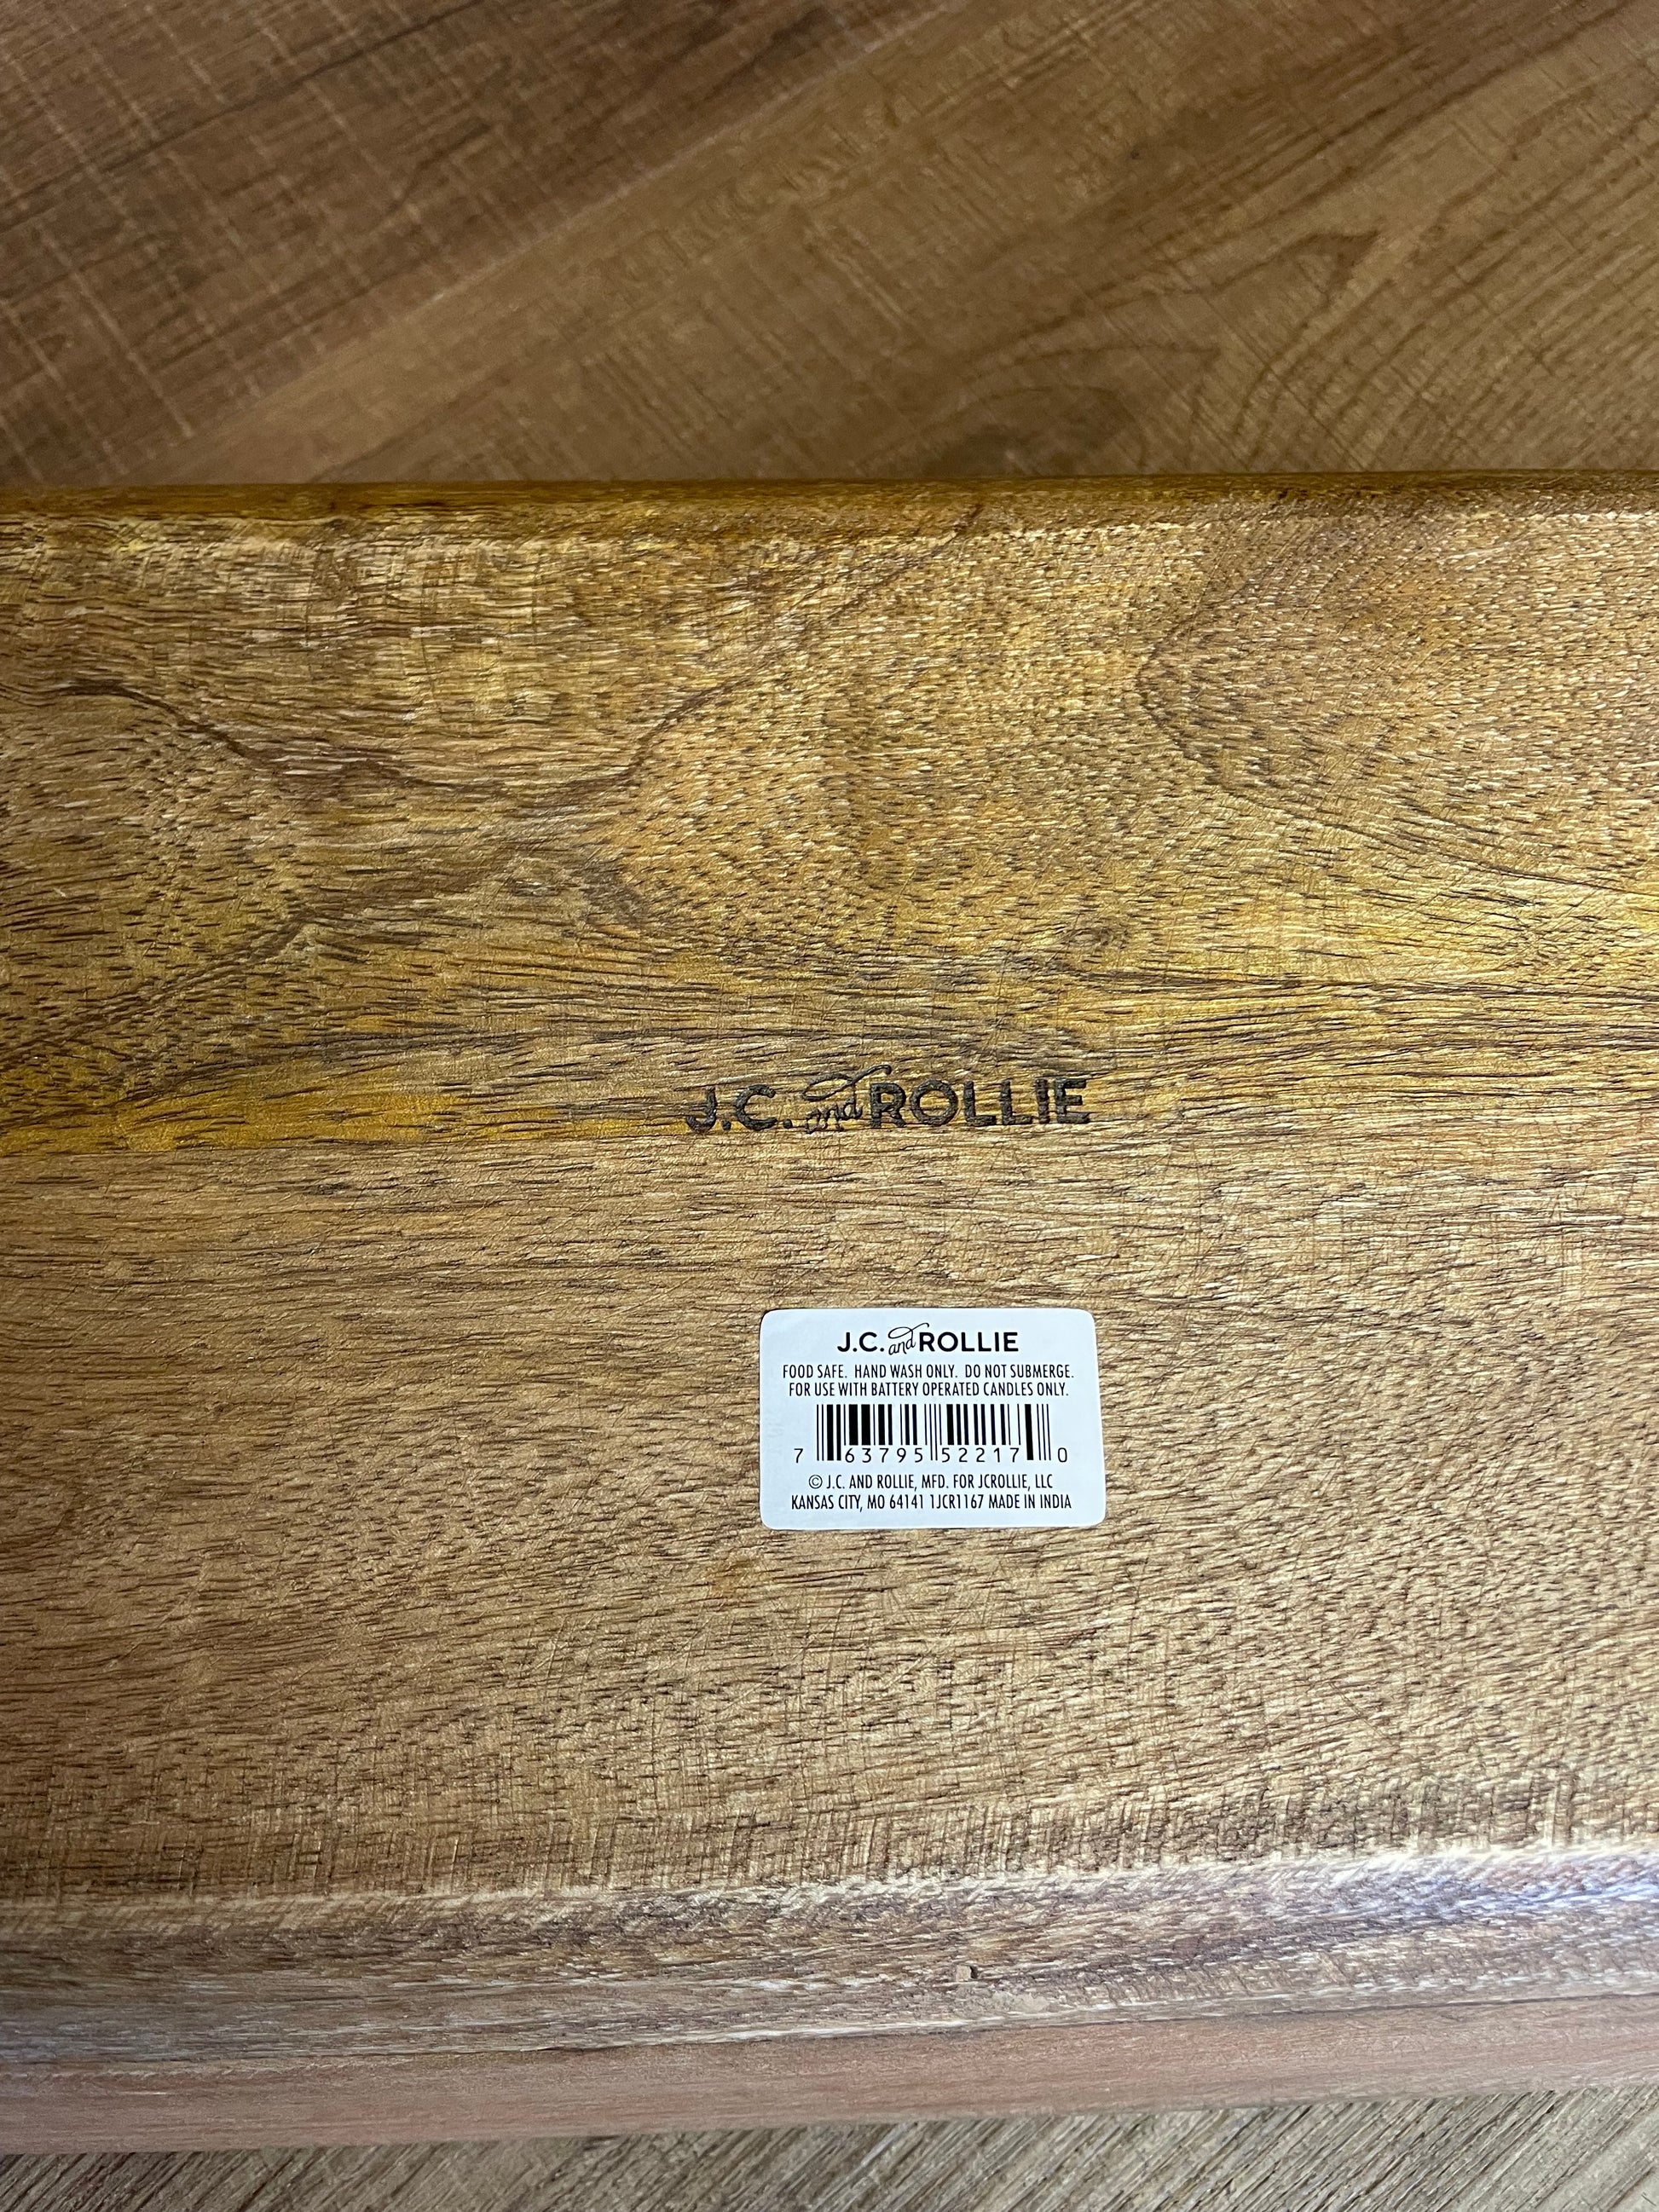 J.C. and ROLLIE
J.C. and ROLLIE
FOOD SAFE. HAND WASH ONLY. DO NOT SUBMERGE.
FOR USE WITH BATTERY OPERATED CANDLES ONLY.
7 63795 52217 0
© J.C. AND ROLLIE, MFD. FOR JCROLLIE, LLC
KANSAS CITY, MO 64141 1JCR1167 MADE IN INDIA